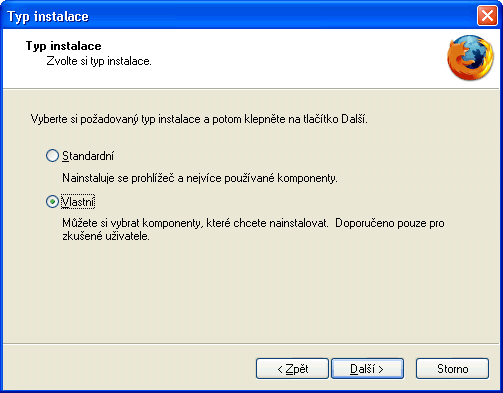 Typ instalace
Typ instalace
Zvolte si typ instalace.
Vyberte si požadovaný typ instalace a potom klepněte na tlačítko Další.
Standardní
Nainstaluje se prohlížeč a nejvíce používané komponenty.
Vlastní
Můžete si vybrat komponenty, které chcete nainstalovat. Doporučeno pouze pro
zkušené uživatele.
< Zpět
Další >
Storno